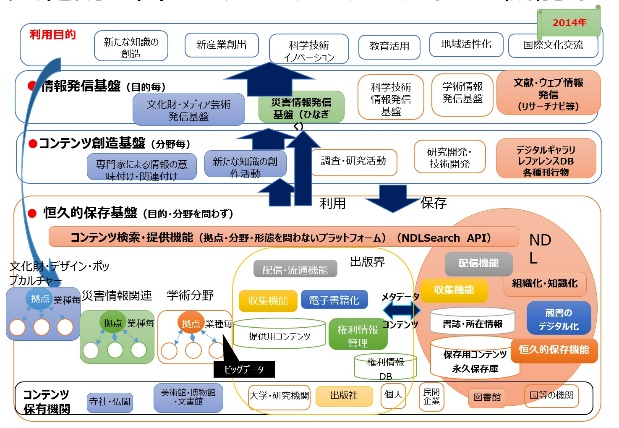 2014年
利用目的
新たな知識の
創造
新産業創出
科学技術
イノベーション
教育活用
地域活性化
国際文化交流
● 情報発信基盤（目的毎）
文化財・メディア芸術
発信基盤
災害情報発信
基盤（ひなぎ
く）
科学技術
情報発信
基盤
学術情報
発信基盤
文献・ウェブ情報
発信
（リサーチナビ等）
● コンテンツ創造基盤（分野毎）
専門家による情報の意
味付け・関連付け
新たな知識の創
作活動
調査・研究活動
研究開発・
技術開発
デジタルギャラリ
レファレンスDB
各種刊行物
利用
保存
● 恒久的保存基盤（目的・分野を問わず）
コンテンツ検索・提供機能（拠点・分野・形態を問わないプラットフォーム）（NDLSearch API）
ND
L
文化財・デザイン・ポッ
プカルチャー
拠点
業種毎
災害情報関連
拠点
業種毎
学術分野
拠点
業種毎
ビッグデータ
出版界
配信・流通機能
収集機能
電子書籍化
提供用コンテンツ
権利情報
管理
権利情報
DB
メタデータ
コンテンツ
配信機能
収集機能
組織化・知識化
書誌・所在情報
蔵書の
デジタル化
保存用コンテンツ
永久保存庫
恒久的保存機能
コンテンツ
保有機関
寺社・仏閣
美術館・博物館
・文書館
大学・研究機関
出版社
個人
民間
企業
図書館
国等の機関